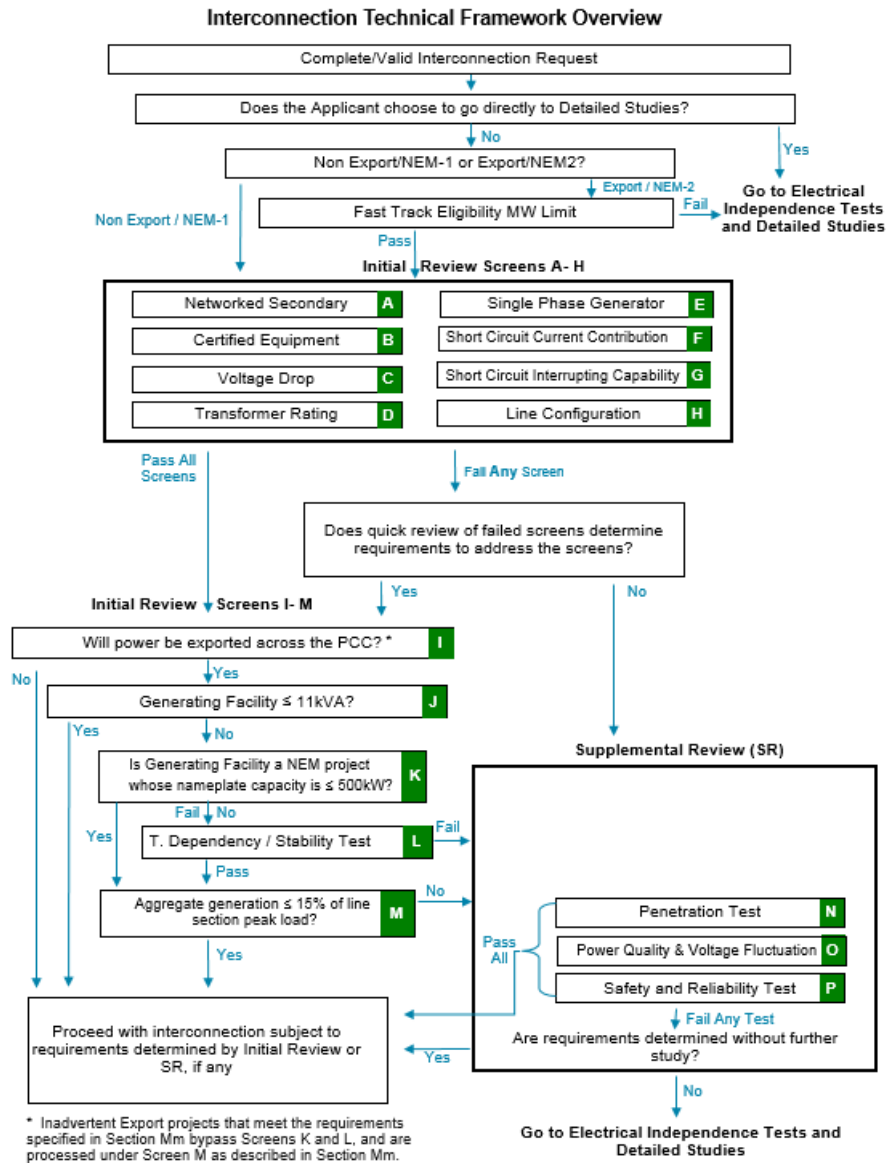 Interconnection Technical Framework Overview
Complete/Valid Interconnection Request
Does the Applicant choose to go directly to Detailed Studies?
No
Yes
Non Export/NEM-1 or Export/NEM2?
Export / NEM-2
Non Export / NEM-1
Fast Track Eligibility MW Limit
Fail
Go to Electrical
Independence Tests
and Detailed Studies
Pass
Initial Review Screens A- H
Networked Secondary A
Single Phase Generator E
Certified Equipment B
Short Circuit Current Contribution F
Voltage Drop C
Short Circuit Interrupting Capability G
Transformer Rating D
Line Configuration H
Pass All
Screens
Fail Any Screen
Does quick review of failed screens determine
requirements to address the screens?
Yes
No
Initial Review Screens I- M
Will power be exported across the PCC? * I
No
Yes
Generating Facility ≤ 11kVA? J
Yes
No
Is Generating Facility a NEM project
whose nameplate capacity is ≤ 500kW? K
Fail No
Yes
T. Dependency / Stability Test L
Fail
Pass
Aggregate generation ≤ 15% of line
section peak load? M
No
Yes
Supplemental Review (SR)
Penetration Test N
Pass
All
Power Quality & Voltage Fluctuation O
Safety and Reliability Test P
Fail Any Test
Are requirements determined without further
study?
Yes
No
Proceed with interconnection subject to
requirements determined by Initial Review or
SR, if any
Go to Electrical Independence Tests and
Detailed Studies
* Inadvertent Export projects that meet the requirements
specified in Section Mm bypass Screens K and L, and are
processed under Screen M as described in Section Mm.